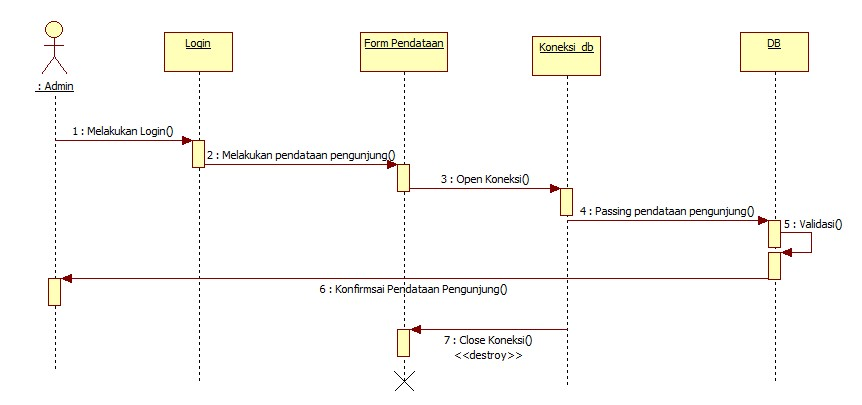 Login
Form Pendataan
Koneksi_db
DB
: Admin
1 : Melakukan Login()
2 : Melakukan pendataan pengunjung()
3 : Open Koneksi()
4 : Passing pendataan pengunjung()
5 : Validasi()
6 : Konfirmsai Pendataan Pengunjung()
7 : Close Koneksi()
<<destroy>>